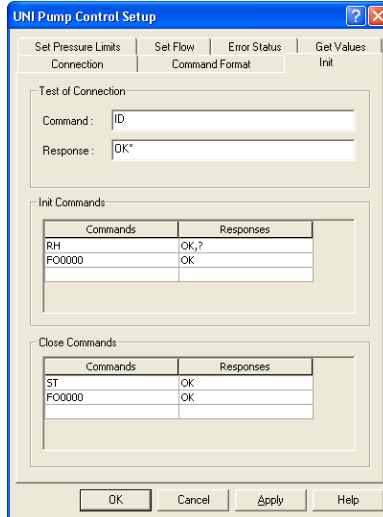 UNI Pump Control Setup
Set Pressure Limits Set Flow Error Status Get Values
Connection Command Format Init
Test of Connection
Command : ID
Response : OK*
Init Commands
Commands Responses
RH OK,?
FO0000 OK
Close Commands
Commands Responses
ST OK
FO0000 OK
OK Cancel Apply Help